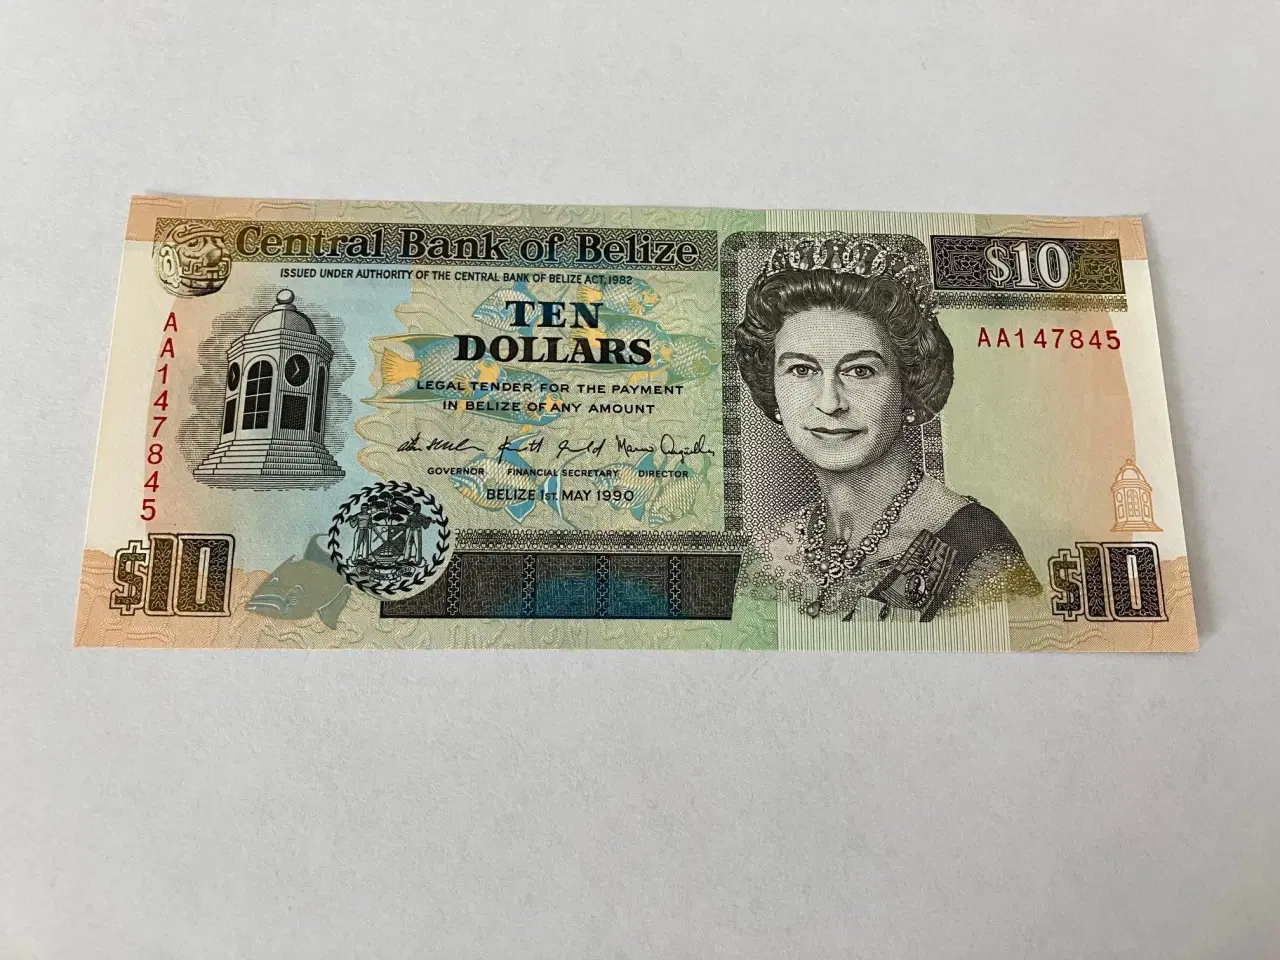 Central Bank of Belize
ISSUED UNDER AUTHORITY OF THE CENTRAL BANK OF BELIZE ACT, 1982
$10
TEN
DOLLARS
AA147845
AA147845
LEGAL TENDER FOR THE PAYMENT
IN BELIZE OF ANY AMOUNT
GOVERNOR FINANCIAL SECRETARY DIRECTOR
BELIZE 1ST. MAY 1990
$10
$10